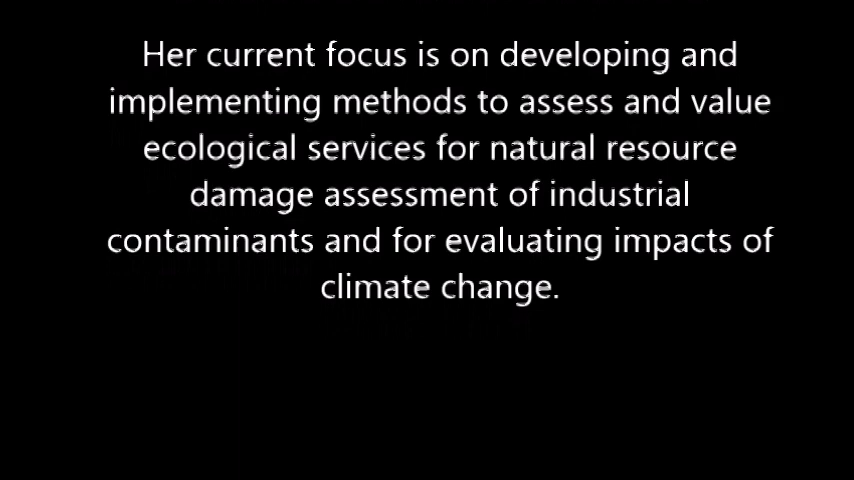 Her current focus is on developing and
implementing methods to assess and value
ecological services for natural resource
damage assessment of industrial
contaminants and for evaluating impacts of
climate change.